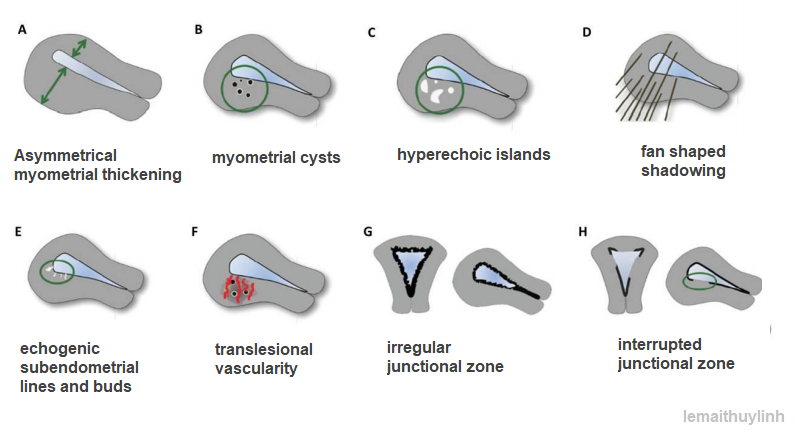 A
B
C
D
Asymmetrical
myometrial thickening
myometrial cysts
hyperechoic islands
fan shaped
shadowing
E
F
G
H
echogenic
subendometrial
lines and buds
translesional
vascularity
irregular
junctional zone
interrupted
junctional zone
lemaithuylinh